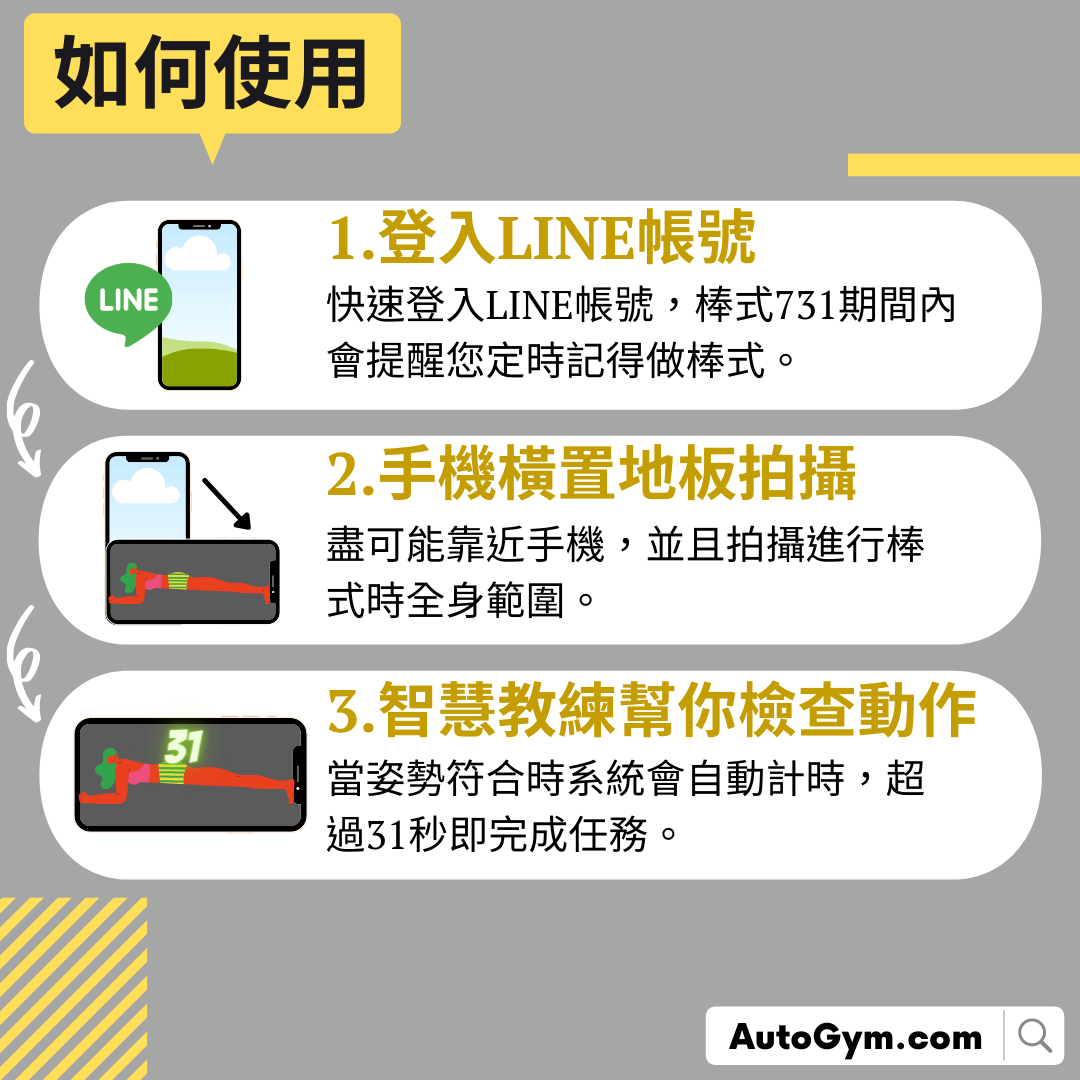 如何使用
LINE
1.登入LINE帳號
快速登入LINE帳號，棒式731期間內
會提醒您定時記得做棒式。
2.手機橫置地板拍攝
盡可能靠近手機，並且拍攝進行棒
式時全身範圍。
31
3.智慧教練幫你檢查動作
當姿勢符合時系統會自動計時，超
過31秒即完成任務。
AutoGym.com